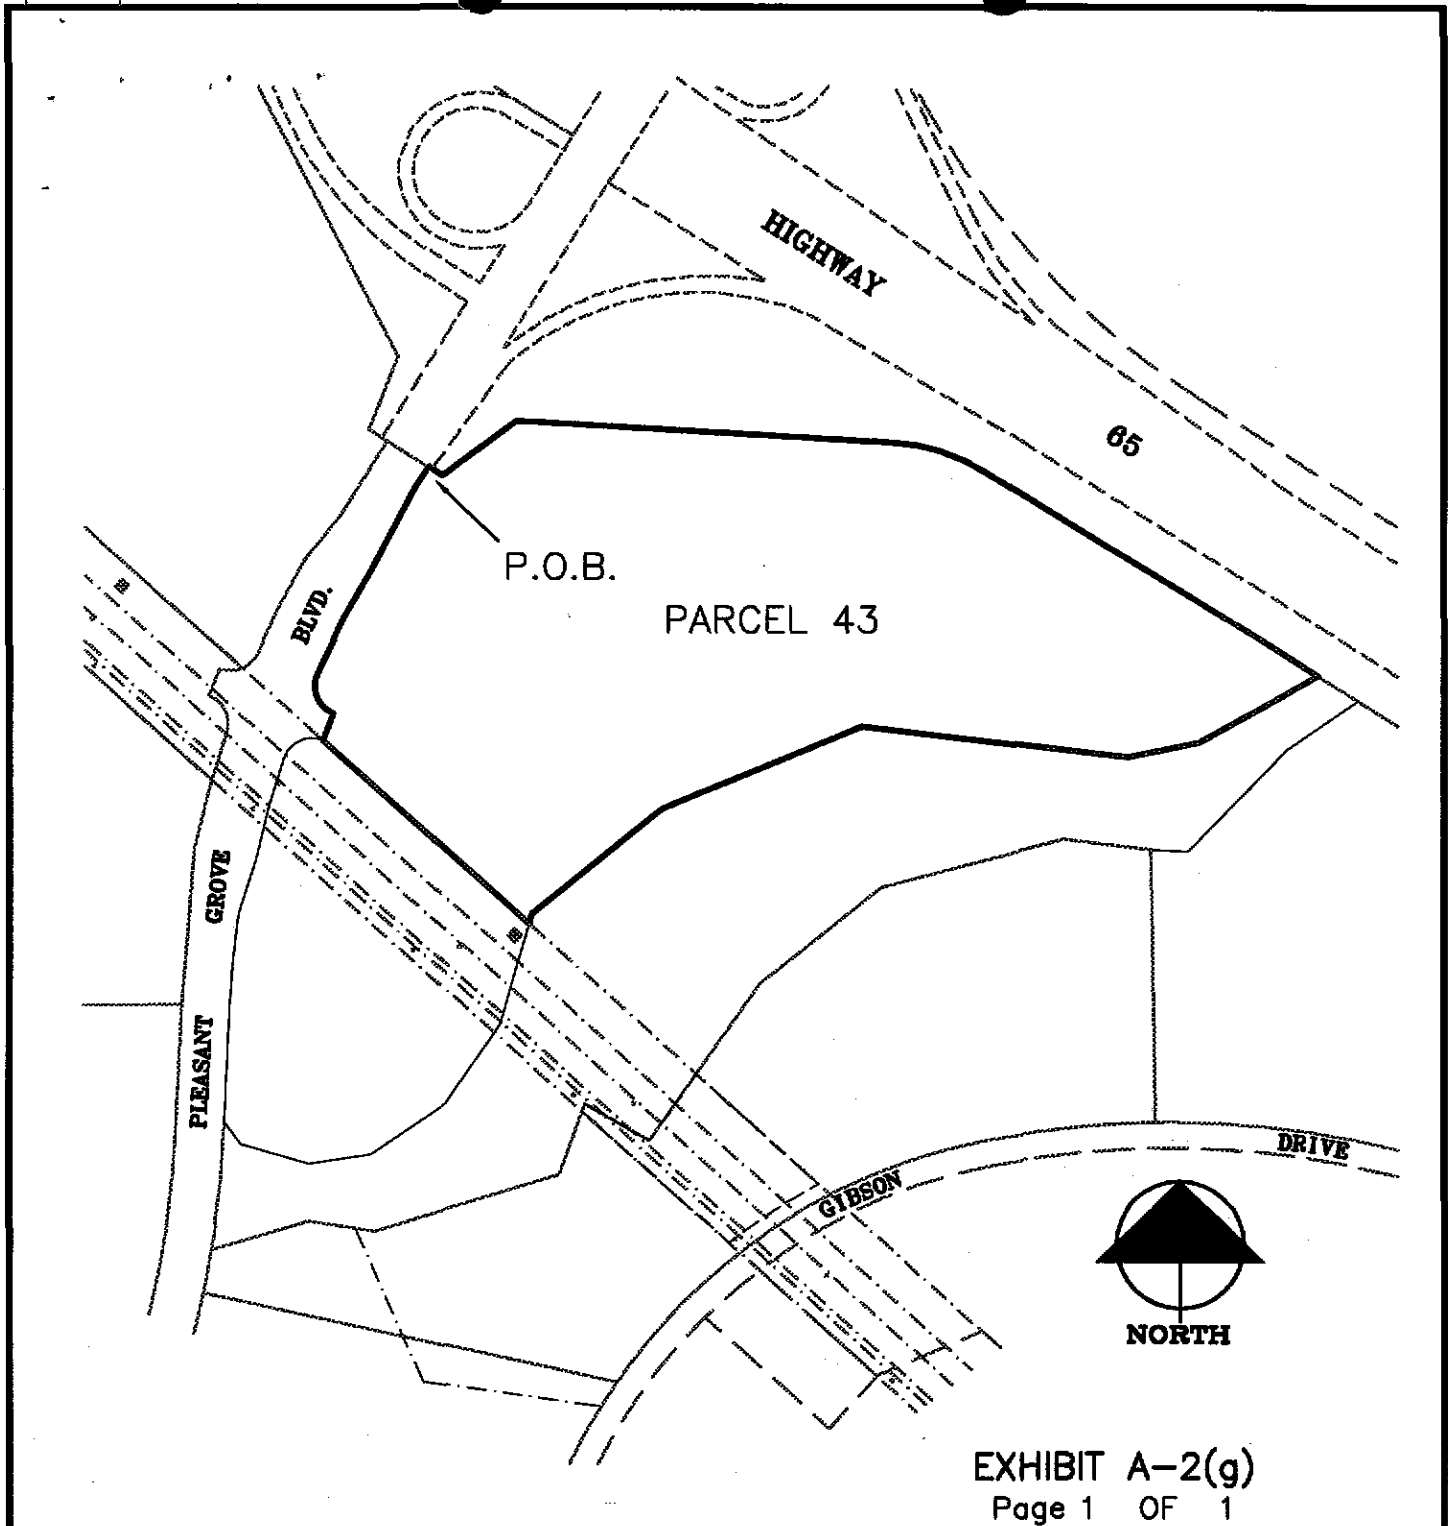 HIGHWAY
65
P.O.B.
PARCEL 43
BLVD.
GROVE
PLEASANT
GIBSON
DRIVE
NORTH
EXHIBIT A-2(g)
Page 1 OF 1